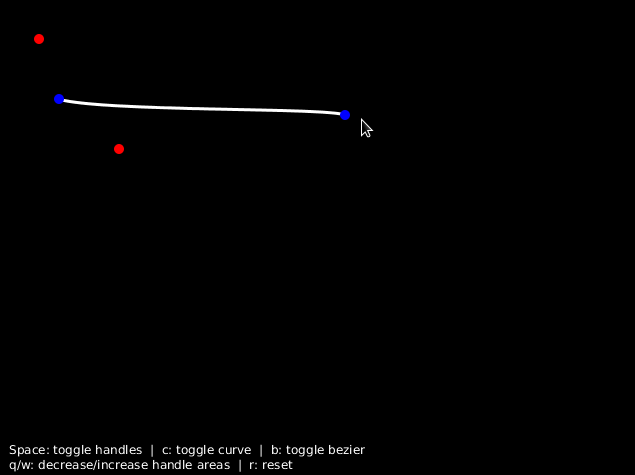 Space: toggle handles  |  c: toggle curve  |  b: toggle bezier
q/w: decrease/increase handle areas  |  r: reset